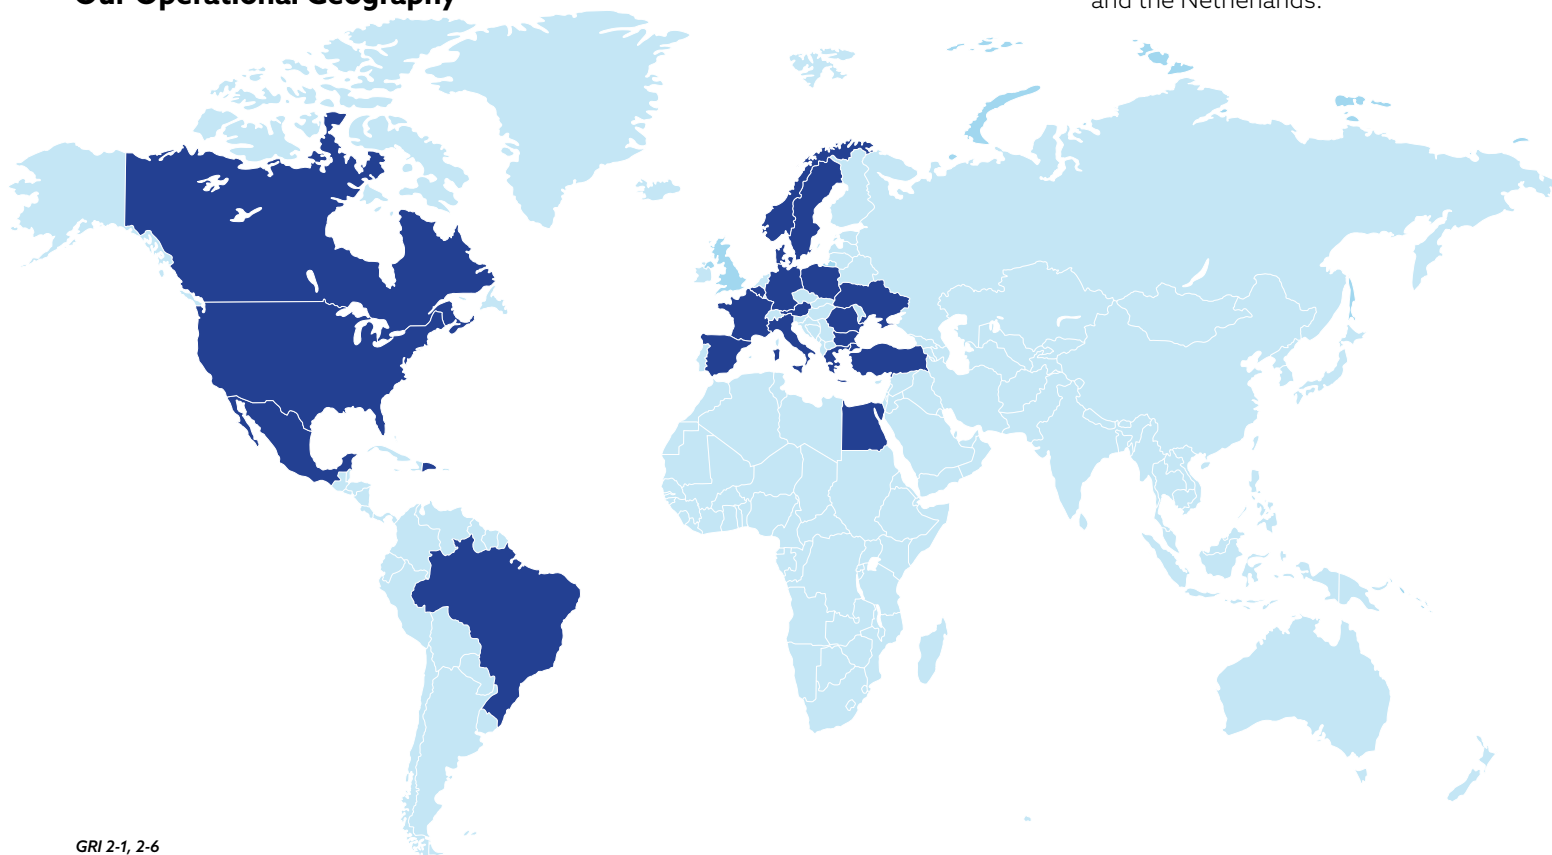 Our Operational Geography
and the Netherlands.
GRI 2-1, 2-6